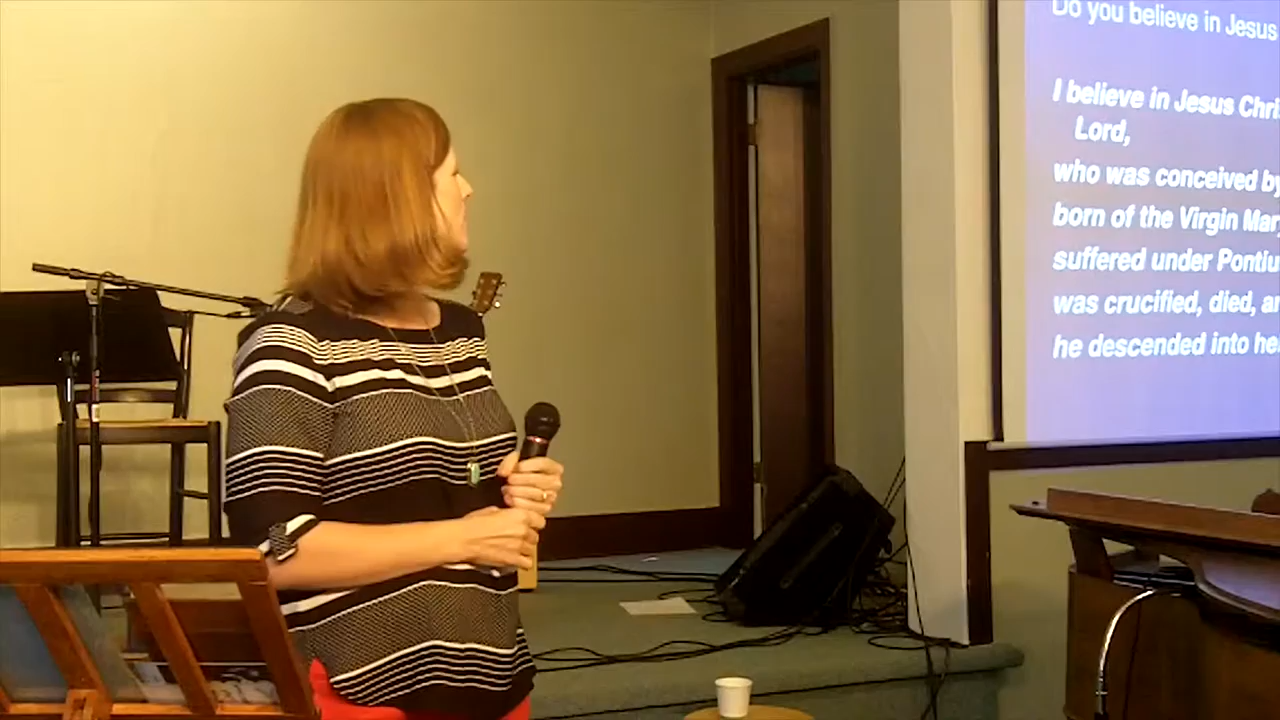 Do you believe in Jesus
I believe in Jesus Chri
Lord,
who was conceived by
born of the Virgin Mar
suffered under Pontiu
was crucified, died, an
he descended into he